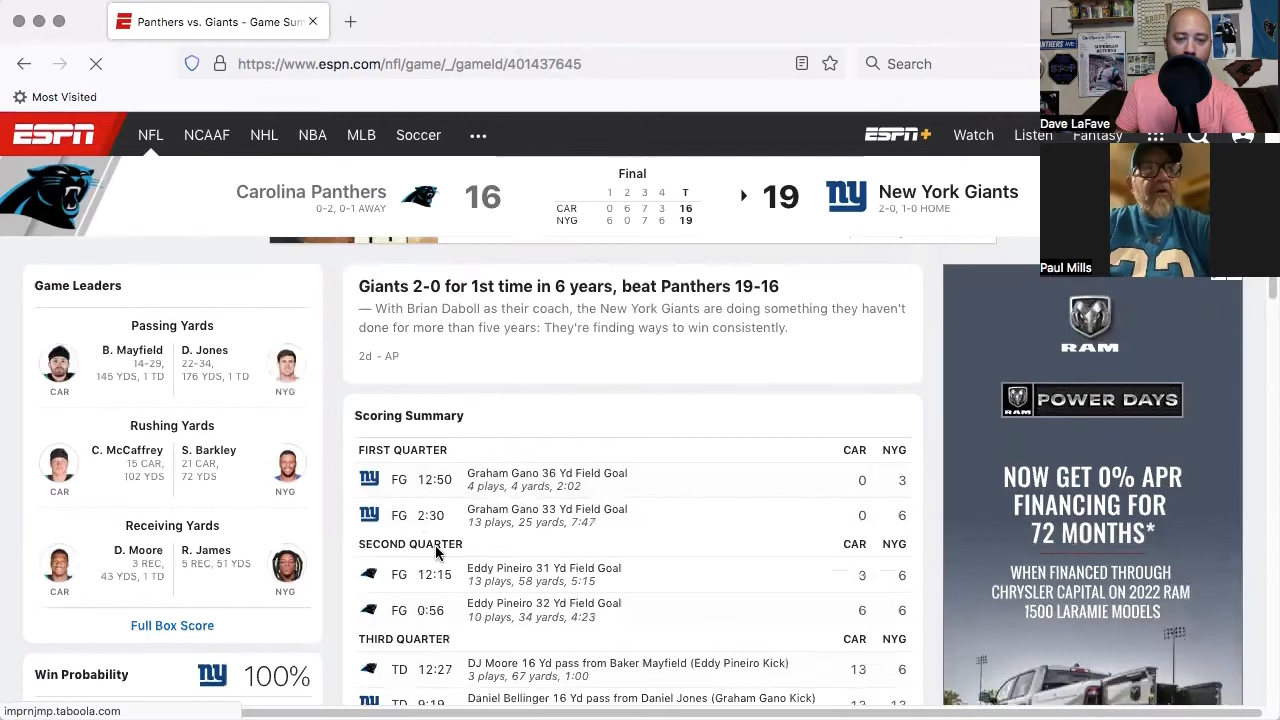 Panthers vs. Giants - Game Sum
https://www.espn.com/nfl/game/_/gameId/401437645
Search
Most Visited
Dave LaFave
ESPN NFL NCAAF NHL NBA MLB Soccer ••• ESPN+ Watch Listen Fantasy
Final
Carolina Panthers 16 19 New York Giants
0-2, 0-1 AWAY 2-0, 1-0 HOME
1 2 3 4 T
CAR 0 6 7 3 16
NYG 6 0 7 6 19
Paul Mills
Game Leaders
Passing Yards
B. Mayfield D. Jones
14-29, 22-34,
145 YDS, 1 TD 176 YDS, 1 TD
CAR NYG
Rushing Yards
C. McCaffrey S. Barkley
15 CAR, 21 CAR,
102 YDS 72 YDS
CAR NYG
Receiving Yards
D. Moore R. James
3 REC, 5 REC, 51 YDS
43 YDS, 1 TD
CAR NYG
Full Box Score
Win Probability 100%
imprnjmp.taboola.com
Giants 2-0 for 1st time in 6 years, beat Panthers 19-16
— With Brian Daboll as their coach, the New York Giants are doing something they haven't
done for more than five years: They're finding ways to win consistently.
2d - AP
Scoring Summary
FIRST QUARTER CAR NYG
FG 12:50 Graham Gano 36 Yd Field Goal 0 3
4 plays, 4 yards, 2:02
FG 2:30 Graham Gano 33 Yd Field Goal 0 6
13 plays, 25 yards, 7:47
SECOND QUARTER CAR NYG
FG 12:15 Eddy Pineiro 31 Yd Field Goal 3 6
13 plays, 58 yards, 5:15
FG 0:56 Eddy Pineiro 32 Yd Field Goal 6 6
10 plays, 34 yards, 4:23
THIRD QUARTER CAR NYG
TD 12:27 DJ Moore 16 Yd pass from Baker Mayfield (Eddy Pineiro Kick) 13 6
3 plays, 67 yards, 1:00
TD 9:19 Daniel Bellinger 16 Yd pass from Daniel Jones (Graham Gano Kick) 13 13
RAM
RAM POWER DAYS
NOW GET 0% APR
FINANCING FOR
72 MONTHS*
WHEN FINANCED THROUGH
CHRYSLER CAPITAL ON 2022 RAM
1500 LARAMIE MODELS